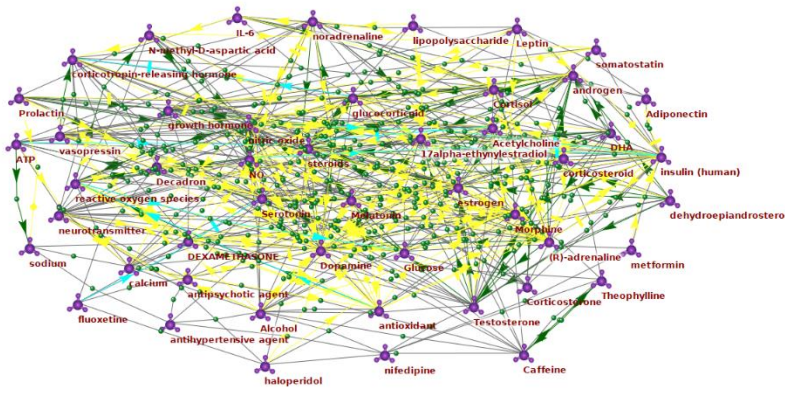 IL-6
noradrenaline
lipopolysaccharide
Leptin
N-methyl-D-aspartic acid
somatostatin
corticotropin-releasing hormone
Cortisol
androgen
Prolactin
growth hormone
glucocorticoid
Adiponectin
nitric oxide
Acetylcholine
DHA
vasopressin
17alpha-ethynylestradiol
ATP
steroids
corticosteroid
insulin (human)
NO
Decadron
reactive oxygen species
estrogen
Serotonin
Melatonin
dehydroepiandrostero
neurotransmitter
Morphine
DEXAMETHASONE
(R)-adrenaline
sodium
Dopamine
Glucose
metformin
calcium
antipsychotic agent
Corticosterone
Theophylline
fluoxetine
Alcohol
antioxidant
Testosterone
antihypertensive agent
haloperidol
nifedipine
Caffeine